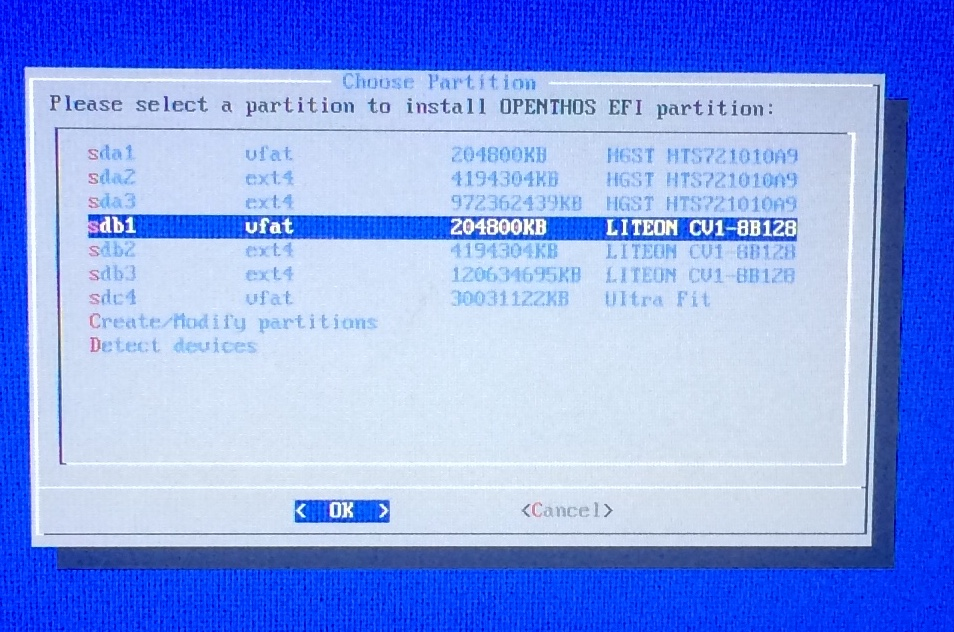 Choose Partition
Please select a partition to install OPENTHOS EFI partition:
sda1 vfat 204800KB HGST HTS721010A9
sda2 ext4 4194304KB HGST HTS721010A9
sda3 ext4 972362439KB HGST HTS721010A9
sdb1 vfat 204800KB LITEON CV1-8B128
sdb2 ext4 4194304KB LITEON CV1-8B128
sdb3 ext4 120634695KB LITEON CV1-8B128
sdc4 vfat 30031122KB Ultra Fit
Create/Modify partitions
Detect devices
< OK > <Cancel>